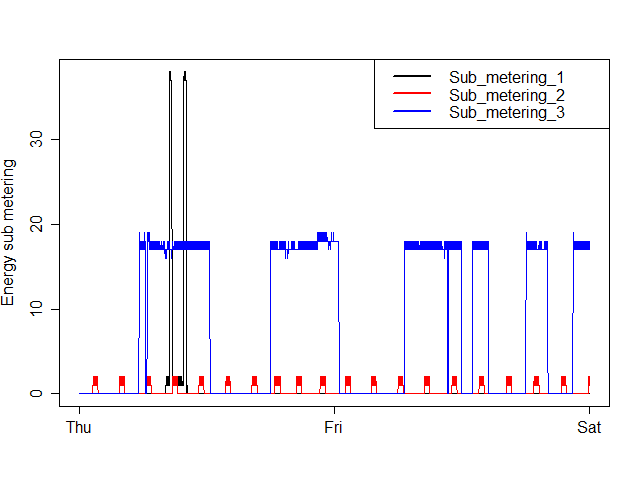 Sub_metering_1
Sub_metering_2
Sub_metering_3
Energy sub metering
30
20
10
0
Thu Fri Sat